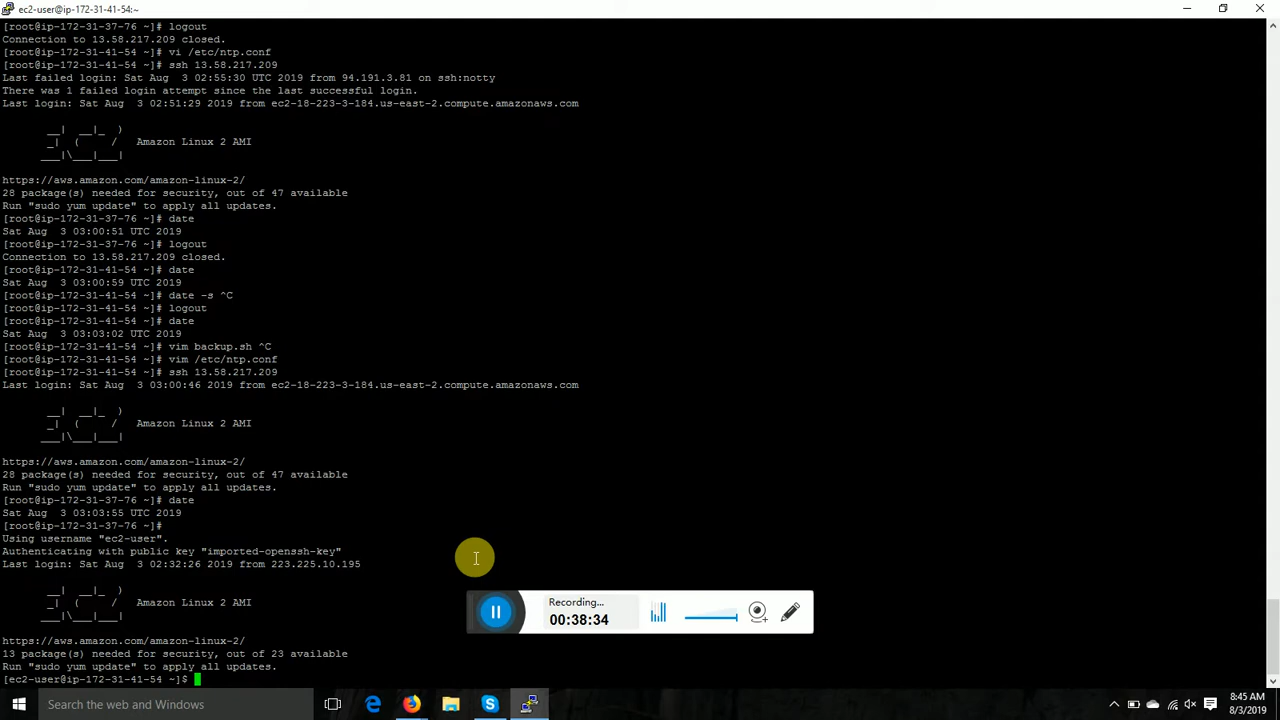 ec2-user@ip-172-31-41-54:~
[root@ip-172-31-37-76 ~]# logout
Connection to 13.58.217.209 closed.
[root@ip-172-31-41-54 ~]# vi /etc/ntp.conf
[root@ip-172-31-41-54 ~]# ssh 13.58.217.209
Last failed login: Sat Aug  3 02:55:30 UTC 2019 from 94.191.3.81 on ssh:notty
There was 1 failed login attempt since the last successful login.
Last login: Sat Aug  3 02:51:29 2019 from ec2-18-223-3-184.us-east-2.compute.amazonaws.com
       __|  __|_  )
       _|  (     /   Amazon Linux 2 AMI
      ___|\___|___|
https://aws.amazon.com/amazon-linux-2/
28 package(s) needed for security, out of 47 available
Run "sudo yum update" to apply all updates.
[root@ip-172-31-37-76 ~]# date
Sat Aug  3 03:00:51 UTC 2019
[root@ip-172-31-37-76 ~]# logout
Connection to 13.58.217.209 closed.
[root@ip-172-31-41-54 ~]# date
Sat Aug  3 03:00:59 UTC 2019
[root@ip-172-31-41-54 ~]# date -s ^C
[root@ip-172-31-41-54 ~]# logout
[root@ip-172-31-41-54 ~]# date
Sat Aug  3 03:03:02 UTC 2019
[root@ip-172-31-41-54 ~]# vim backup.sh ^C
[root@ip-172-31-41-54 ~]# vim /etc/ntp.conf
[root@ip-172-31-41-54 ~]# ssh 13.58.217.209
Last login: Sat Aug  3 03:00:46 2019 from ec2-18-223-3-184.us-east-2.compute.amazonaws.com
       __|  __|_  )
       _|  (     /   Amazon Linux 2 AMI
      ___|\___|___|
https://aws.amazon.com/amazon-linux-2/
28 package(s) needed for security, out of 47 available
Run "sudo yum update" to apply all updates.
[root@ip-172-31-37-76 ~]# date
Sat Aug  3 03:03:55 UTC 2019
[root@ip-172-31-37-76 ~]#
Using username "ec2-user".
Authenticating with public key "imported-openssh-key"
Last login: Sat Aug  3 02:32:26 2019 from 223.225.10.195
       __|  __|_  )
       _|  (     /   Amazon Linux 2 AMI
      ___|\___|___|
https://aws.amazon.com/amazon-linux-2/
13 package(s) needed for security, out of 23 available
Run "sudo yum update" to apply all updates.
[ec2-user@ip-172-31-41-54 ~]$
Recording...
00:38:34
Search the web and Windows
8:45 AM
8/3/2019